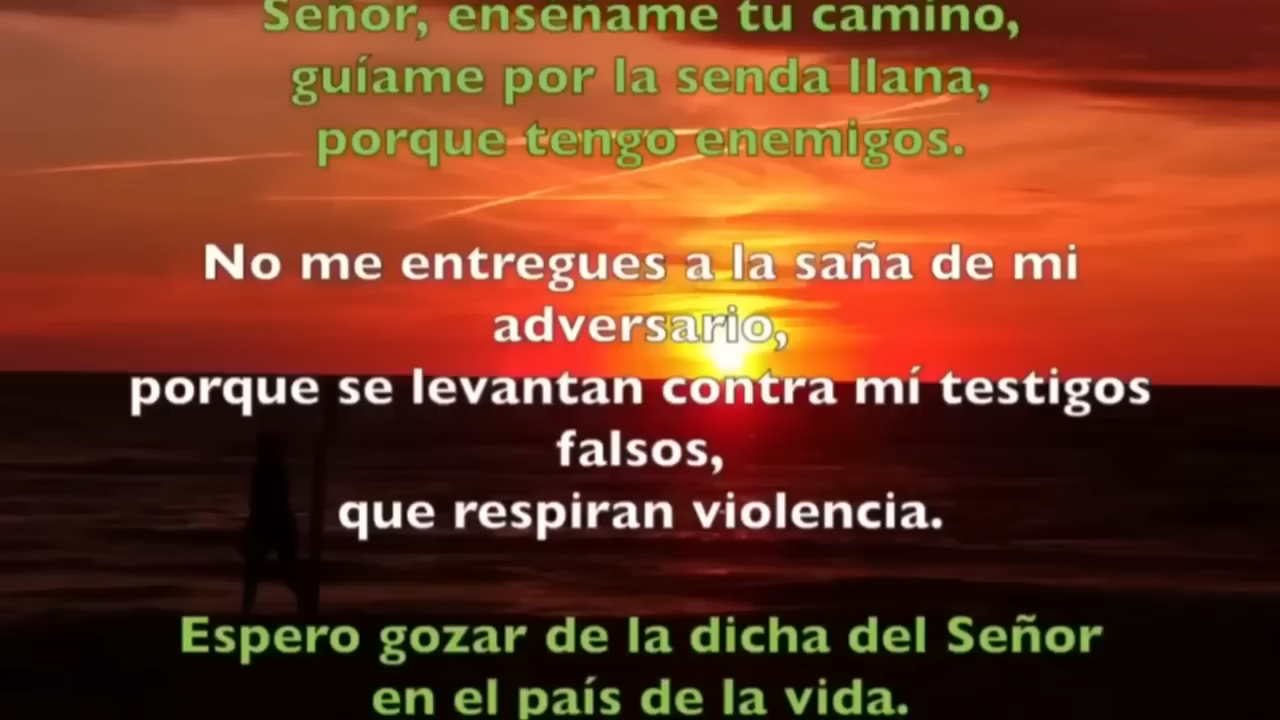 Señor, enséñame tu camino,
guíame por la senda llana,
porque tengo enemigos.
No me entregues a la saña de mi
adversario,
porque se levantan contra mí testigos
falsos,
que respiran violencia.
Espero gozar de la dicha del Señor
en el país de la vida.